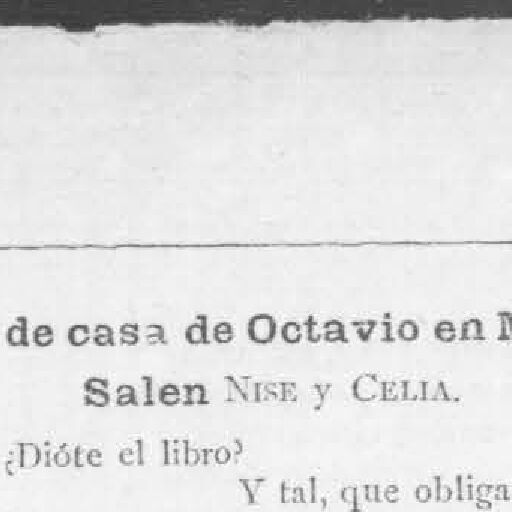 de casa de Octavio en
Salen NISE y CELIA.
¿Dióte el libro?
Y tal, que obliga